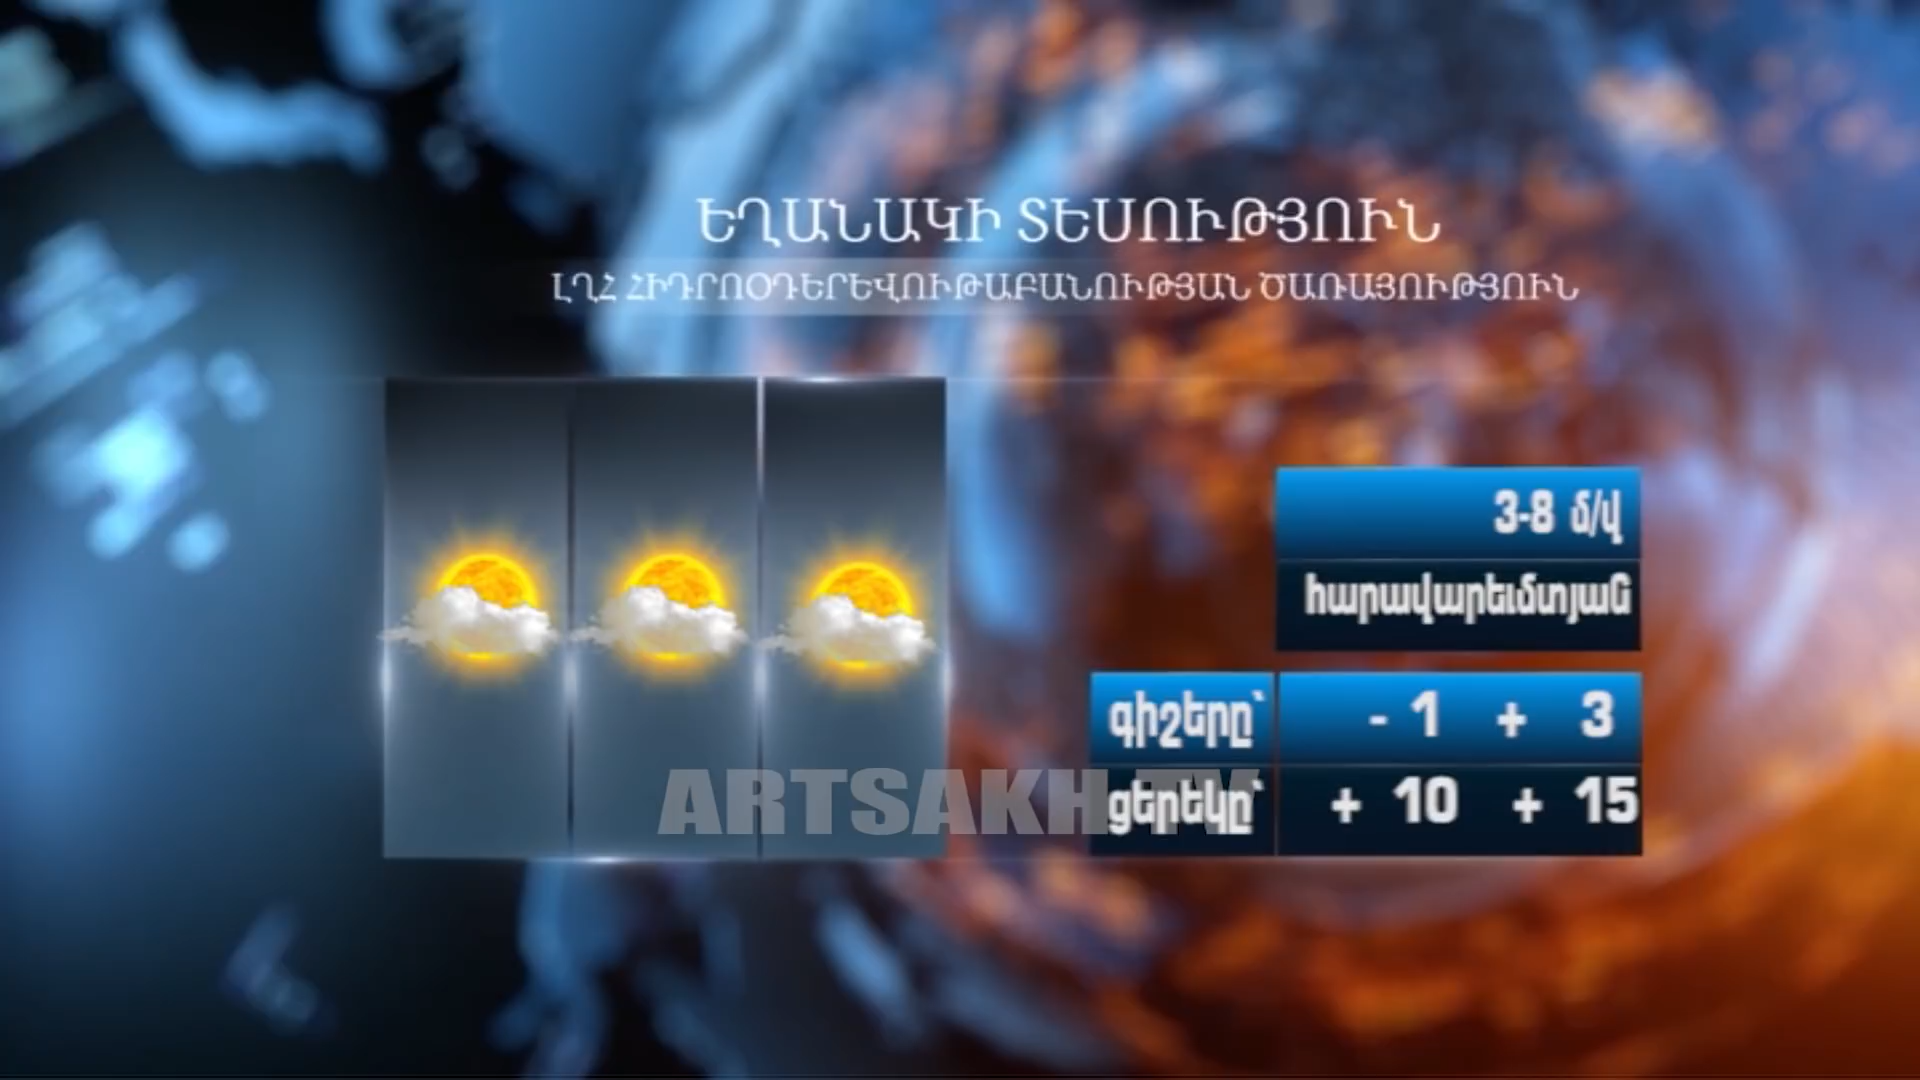 ԵՂԱՆԱԿԻ ՏԵՍՈՒԹՅՈՒՆ
ԼՂՀ ՀԻԴՐՈՕԴԵՐԵՎՈՒԹԱԲԱՆՈՒԹՅԱՆ ԾԱՌԱՅՈՒԹՅՈՒՆ
3-8 մ/վ
հարավարեւմտյան
գիշերը՝ - 1 + 3
ցերեկը՝ + 10 + 15
ARTSAKH TV